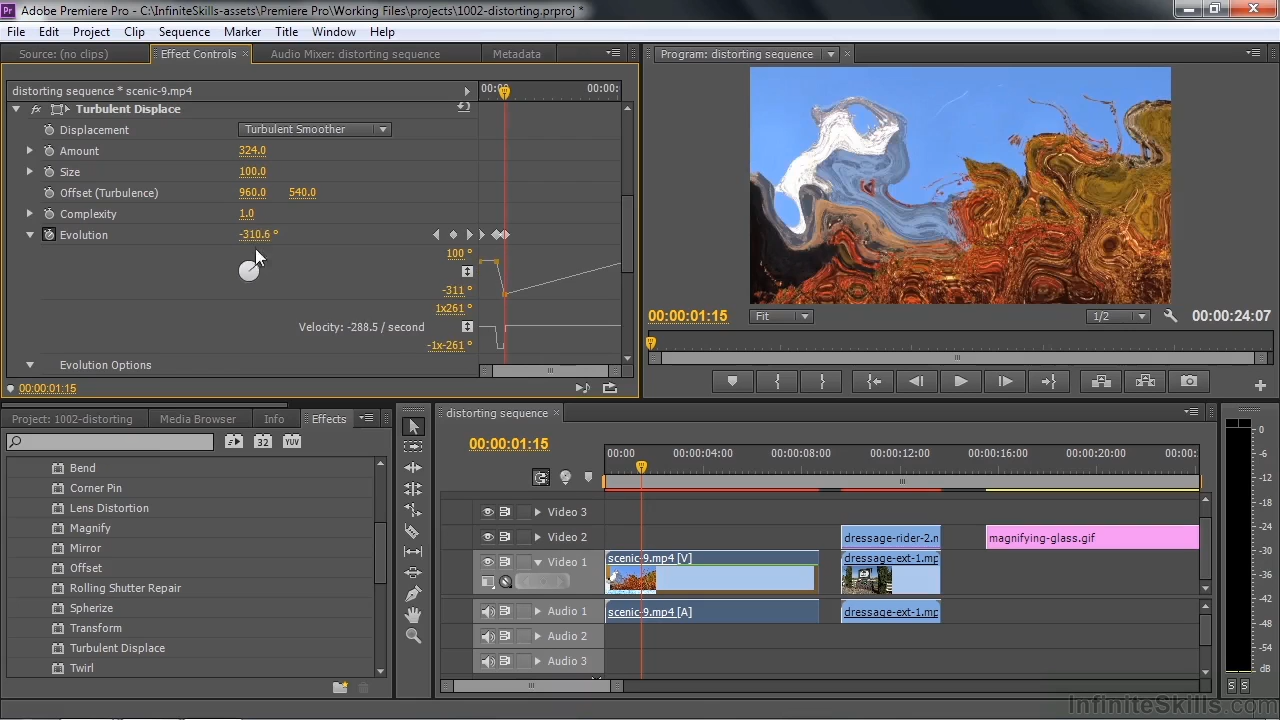 Adobe Premiere Pro - C:\InfiniteSkills-assets\Premiere Pro\Working Files\projects\1002-distorting.prproj *
File Edit Project Clip Sequence Marker Title Window Help
Source: (no clips) Effect Controls Audio Mixer: distorting sequence Metadata
Program: distorting sequence
distorting sequence * scenic-9.mp4
00:00 00:00:
Turbulent Displace
Displacement Turbulent Smoother
Amount 324.0
Size 100.0
Offset (Turbulence) 960.0 540.0
Complexity 1.0
Evolution -310.6 °
100 °
-311 °
1x261 °
Velocity: -288.5 / second
-1x-261 °
Evolution Options
00:00:01:15
00:00:01:15 Fit 1/2 00:00:24:07
Project: 1002-distorting Media Browser Info Effects
32 YUV
Bend
Corner Pin
Lens Distortion
Magnify
Mirror
Offset
Rolling Shutter Repair
Spherize
Transform
Turbulent Displace
Twirl
distorting sequence
00:00:01:15
00:00 00:00:04:00 00:00:08:00 00:00:12:00 00:00:16:00 00:00:20:00 00:00:
Video 3
Video 2 dressage-rider-2.n magnifying-glass.gif
Video 1 scenic-9.mp4 [V] dressage-ext-1.mp
Audio 1 scenic-9.mp4 [A] dressage-ext-1.mp
Audio 2
Audio 3
0
-6
-12
-18
-24
-30
-36
-42
-48
-54
dB
S S
InfiniteSkills.com